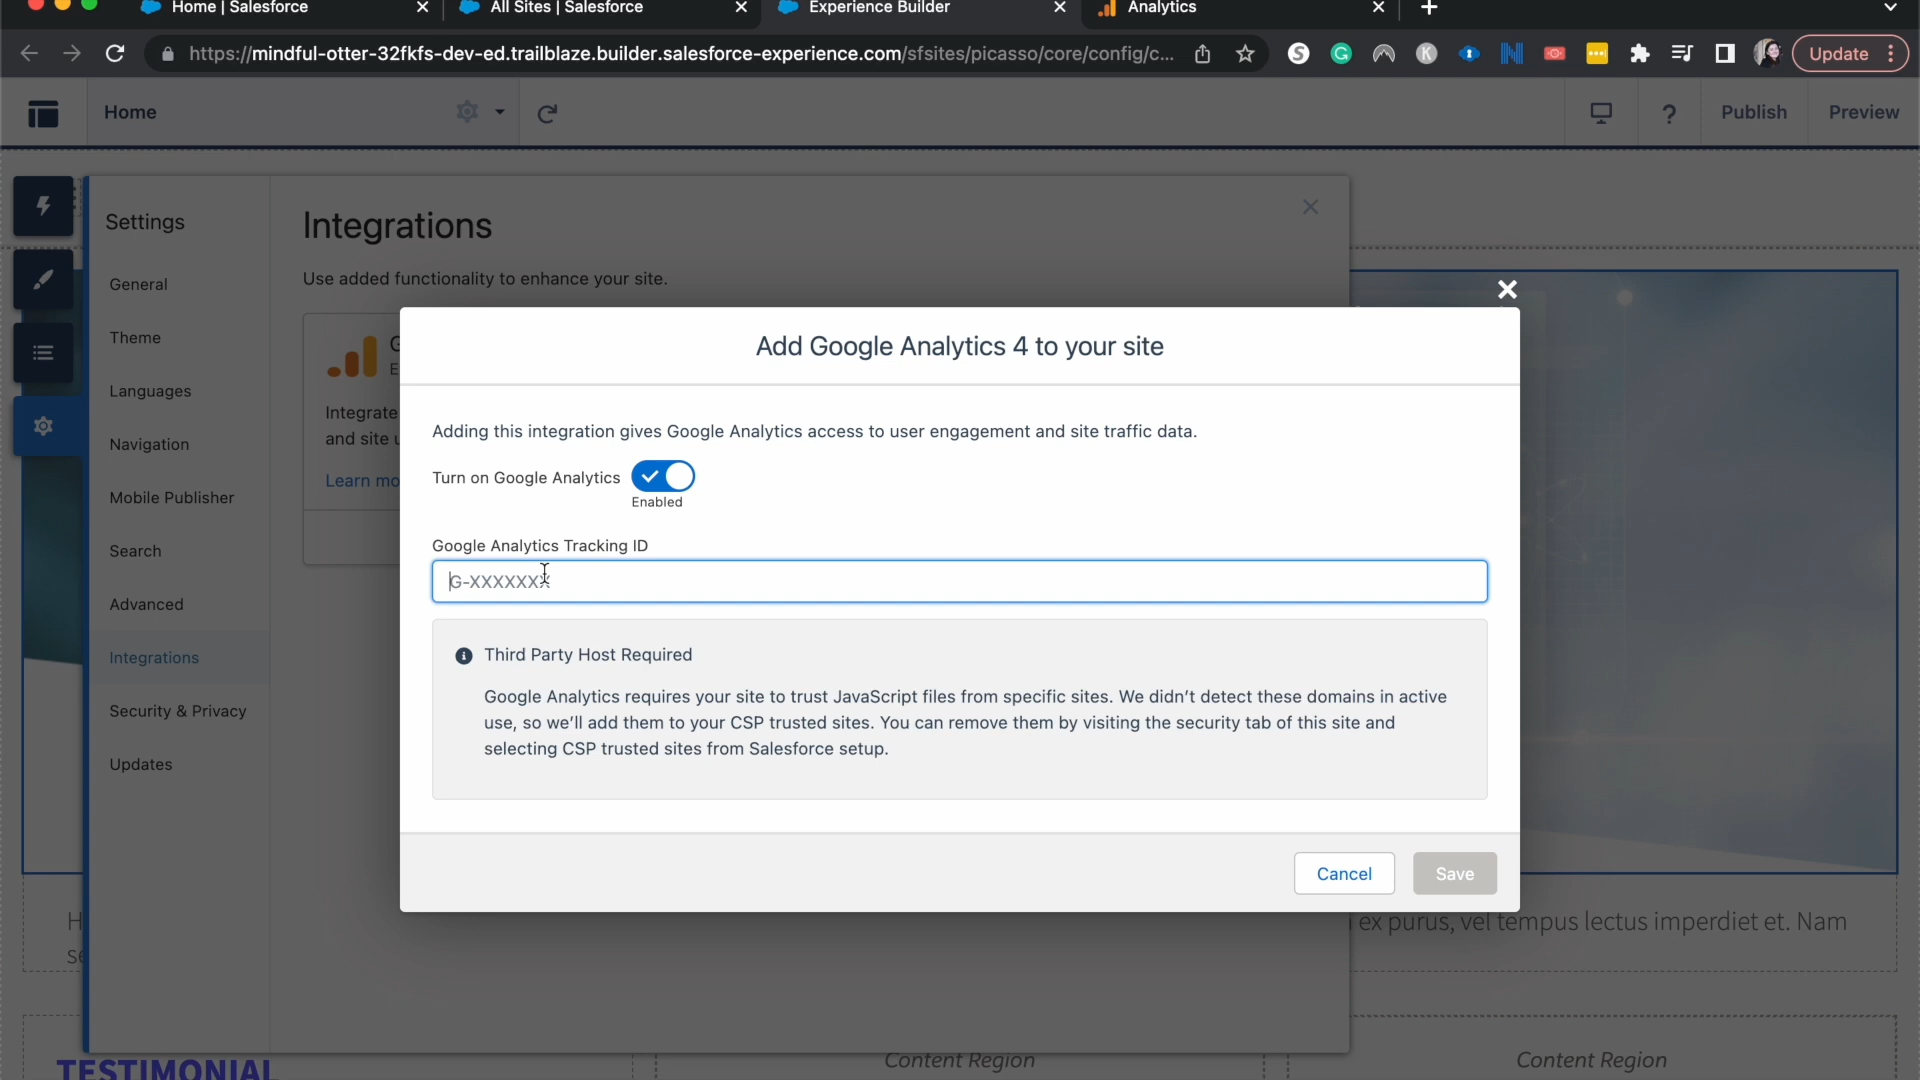 Home | Salesforce
All Sites | Salesforce
Experience Builder
Analytics
https://mindful-otter-32fkfs-dev-ed.trailblaze.builder.salesforce-experience.com/sfsites/picasso/core/config/c...
Update
Home
Publish
Preview
Settings
General
Theme
Languages
Navigation
Mobile Publisher
Search
Advanced
Integrations
Security & Privacy
Updates
Integrations
Use added functionality to enhance your site.
Integrate
and site
Learn
Add Google Analytics 4 to your site
Adding this integration gives Google Analytics access to user engagement and site traffic data.
Turn on Google Analytics
Enabled
Google Analytics Tracking ID
G-XXXXXXX
Third Party Host Required
Google Analytics requires your site to trust JavaScript files from specific sites. We didn't detect these domains in active
use, so we'll add them to your CSP trusted sites. You can remove them by visiting the security tab of this site and
selecting CSP trusted sites from Salesforce setup.
Cancel
Save
ex purus, vel tempus lectus imperdiet et. Nam
TESTIMONIAL
Content Region
Content Region